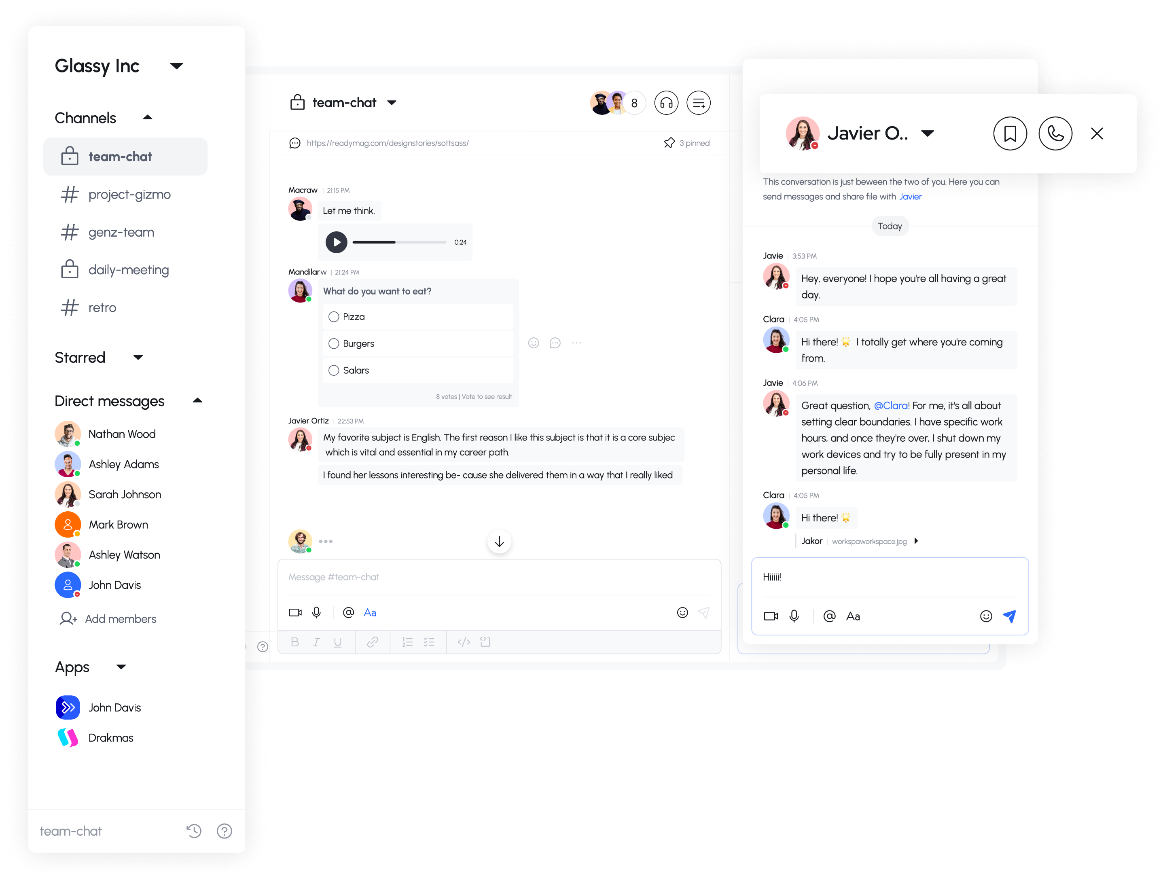 Glassy Inc
Channels
team-chat
project-gizmo
genz-team
daily-meeting
retro
Starred
Direct messages
Nathan Wood
Ashley Adams
Sarah Johnson
Mark Brown
Ashley Watson
John Davis
Add members
Apps
John Davis
Drakmas
team-chat
team-chat
8
https://readymag.com/designstories/sottsass/
3 pinned
Macraw | 21:15 PM
Let me think.
0:24
Mandilarw | 21:24 PM
What do you want to eat?
Pizza
Burgers
Salars
8 votes | Vote to see result
Javier Ortiz | 22:53 PM
My favorite subject is English. The first reason I like this subject is that it is a core subjec
which is vital and essential in my career path.
I found her lessons interesting be- cause she delivered them in a way that I really liked
Message #team-chat
@ Aa
B I U
Javier O..
This conversation is just beween the two of you. Here you can
send messages and share file with Javier
Today
Javie | 3:53 PM
Hey, everyone! I hope you're all having a great
day.
Clara | 4:05 PM
Hi there! I totally get where you're coming
from.
Javie | 4:06 PM
Great question, @Clara! For me, it's all about
setting clear boundaries. I have specific work
hours, and once they're over, I shut down my
work devices and try to be fully present in my
personal life.
Clara | 4:05 PM
Hi there!
Jakor | workspaworkspace.jpg
Hiiiii!
@ Aa